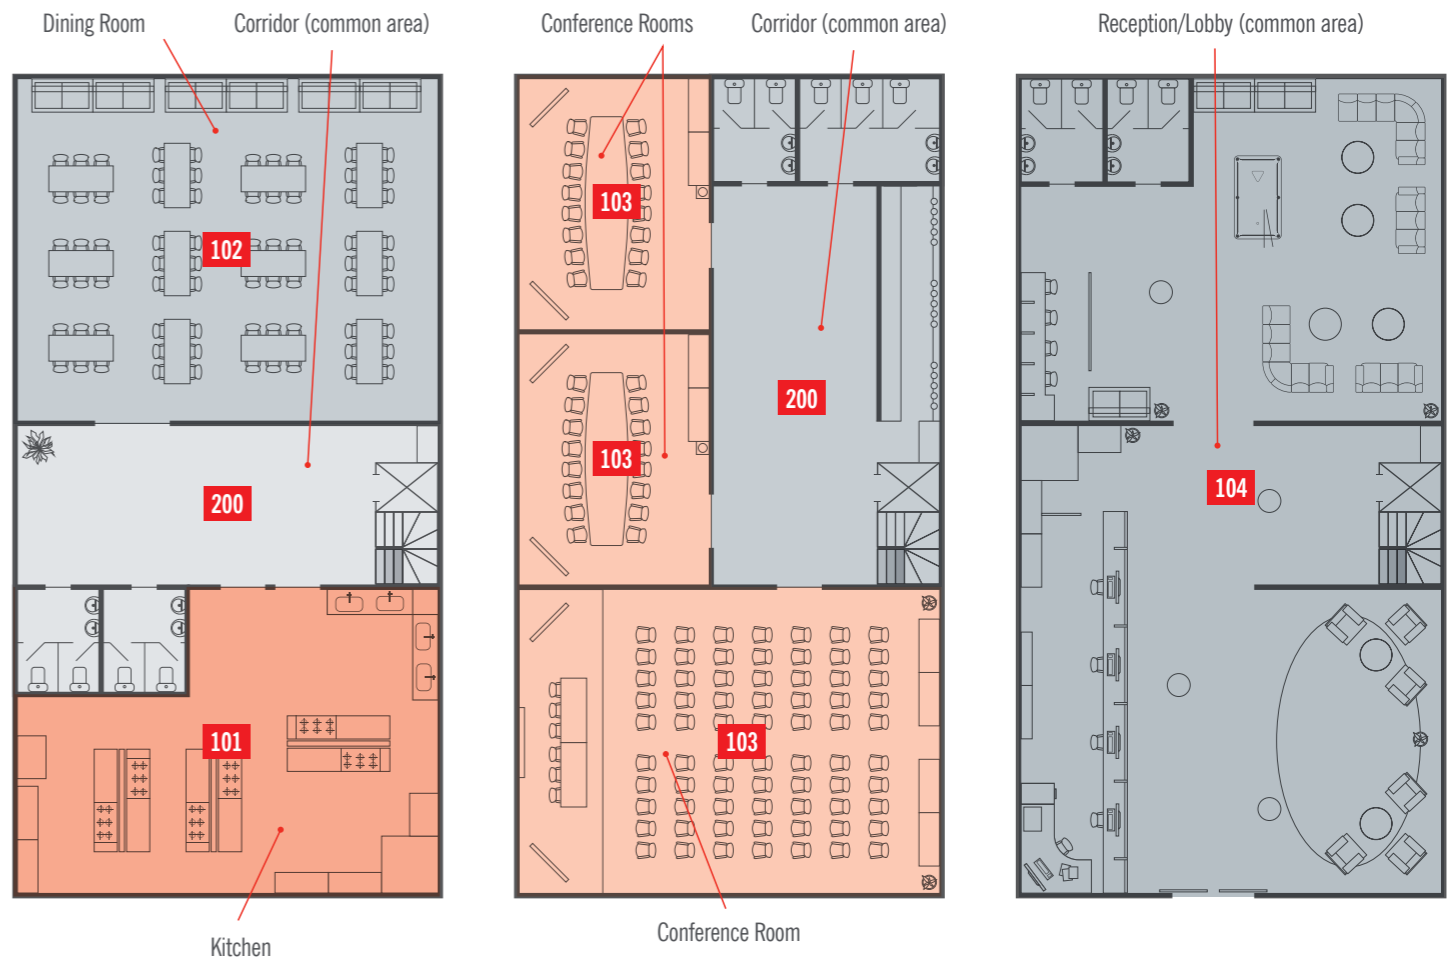 Dining Room
Corridor (common area)
Conference Rooms
Corridor (common area)
Reception/Lobby (common area)
102
200
101
Kitchen
103
103
200
103
Conference Room
104